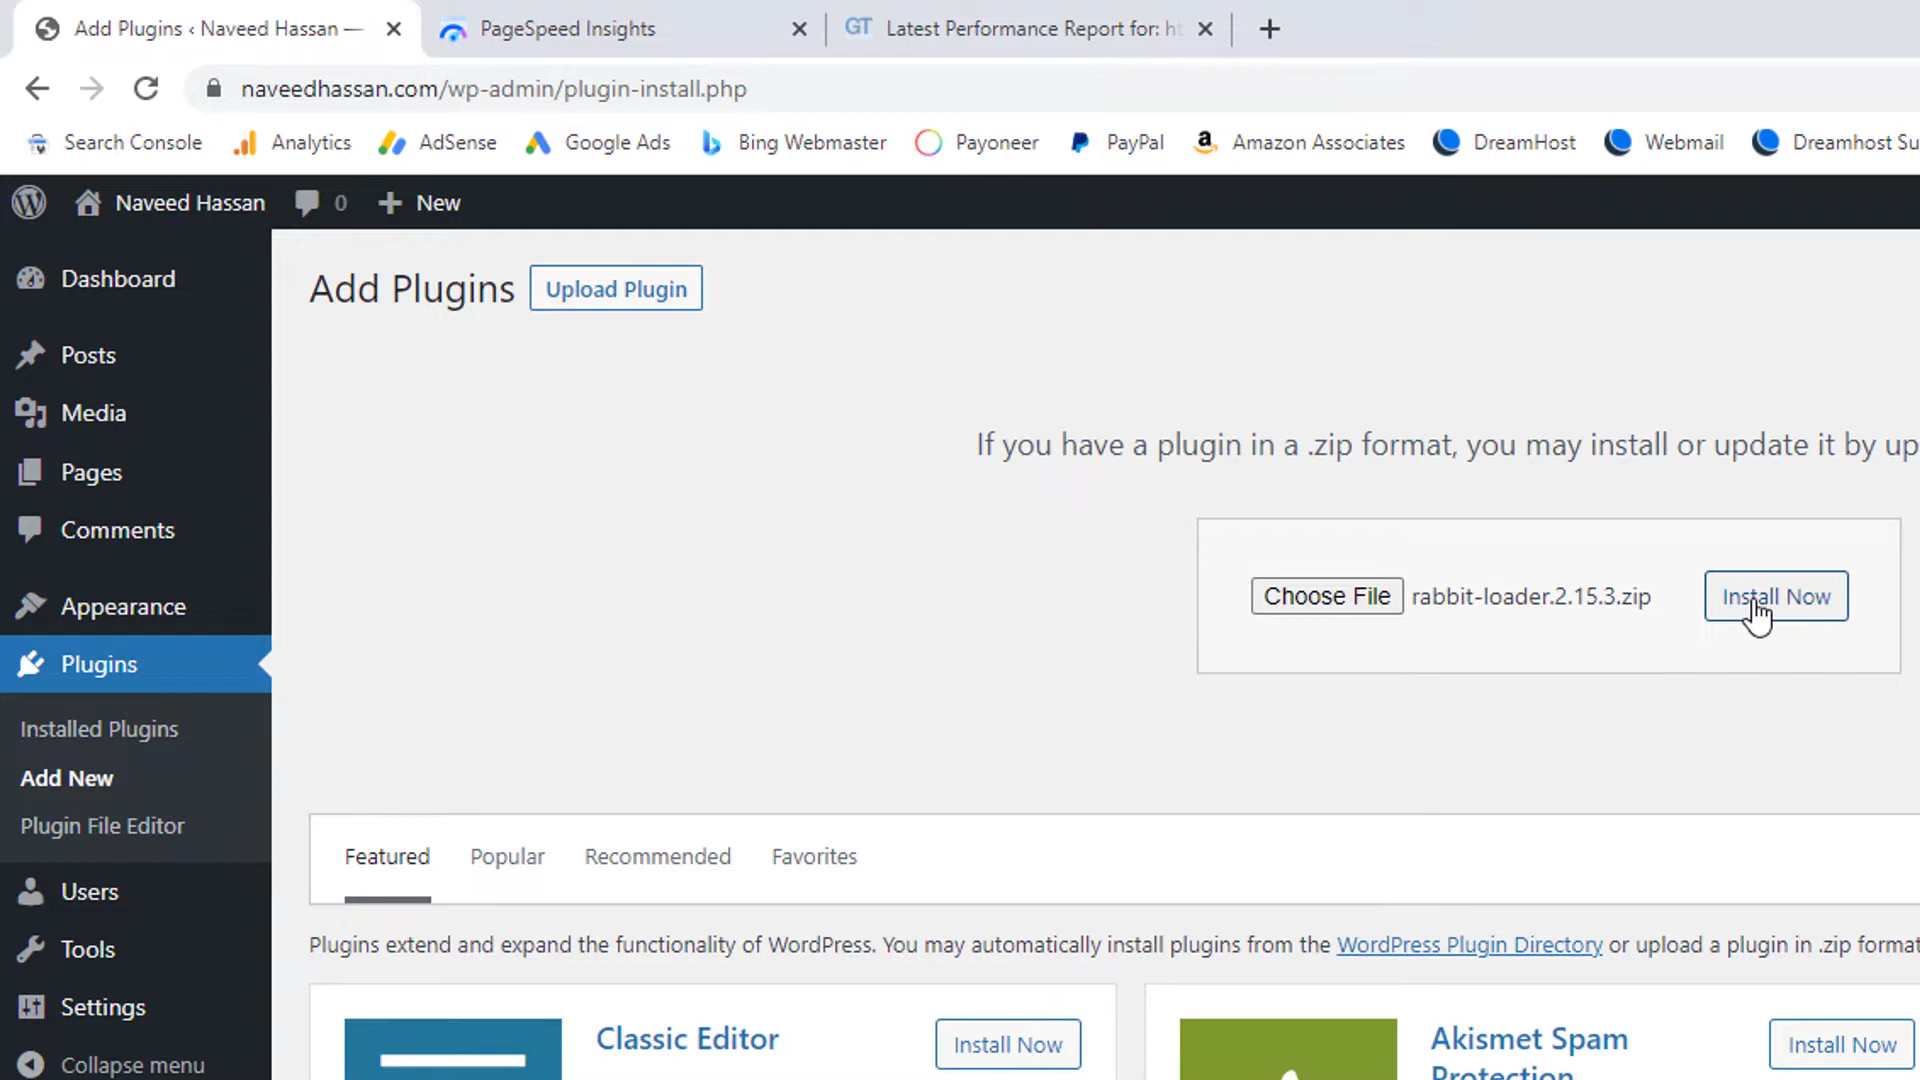 Add Plugins ‹ Naveed Hassan —
PageSpeed Insights
GT Latest Performance Report for: ht
naveedhassan.com/wp-admin/plugin-install.php
Search Console Analytics AdSense Google Ads Bing Webmaster Payoneer PayPal Amazon Associates DreamHost Webmail Dreamhost Su
Naveed Hassan 0 New
Dashboard
Posts
Media
Pages
Comments
Appearance
Plugins
Installed Plugins
Add New
Plugin File Editor
Users
Tools
Settings
Collapse menu
Add Plugins Upload Plugin
If you have a plugin in a .zip format, you may install or update it by up
Choose File rabbit-loader.2.15.3.zip Install Now
Featured Popular Recommended Favorites
Plugins extend and expand the functionality of WordPress. You may automatically install plugins from the WordPress Plugin Directory or upload a plugin in .zip format
Classic Editor Install Now
Akismet Spam Install Now
Protection